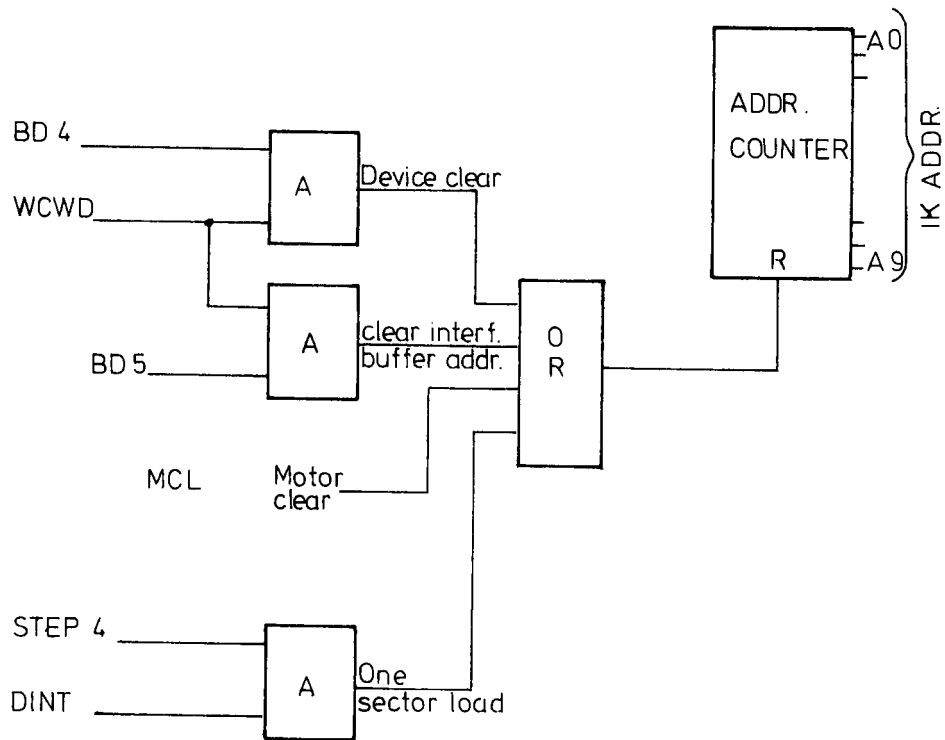 A0
ADDR.
COUNTER
IK ADDR.
R
A9
BD 4
A
Device clear
WCWD
A
clear interf.
buffer addr.
BD 5
O
R
MCL
Motor
clear
STEP 4
A
One
sector load
DINT